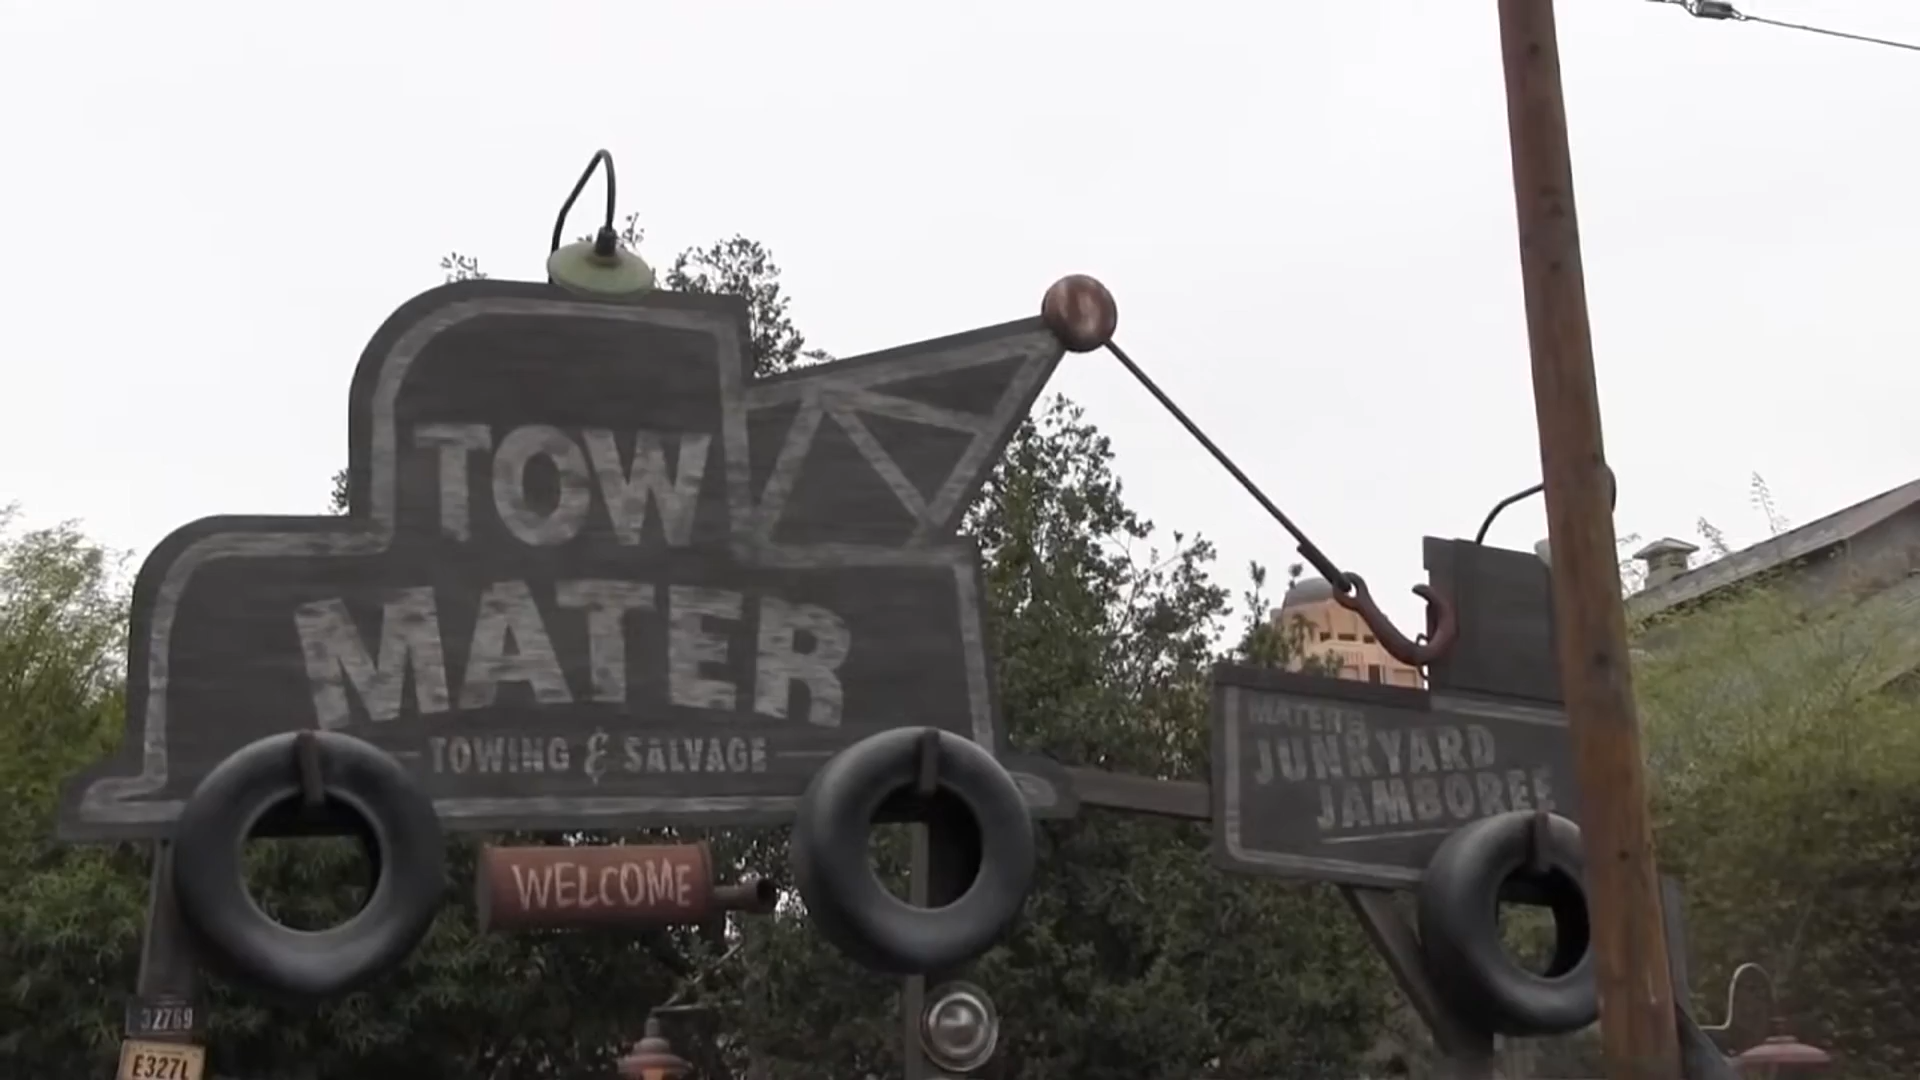 TOW
MATER
TOWING & SALVAGE
WELCOME
MATER'S
JUNKYARD
JAMBOREE
32769
E327L